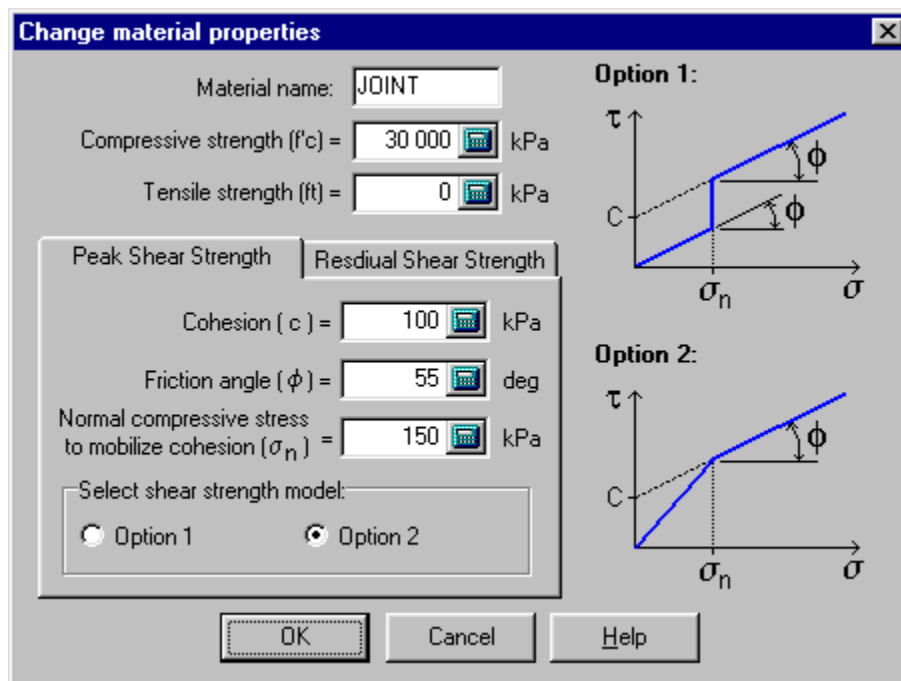 Change material properties
Material name: JOINT
Compressive strength (f'c) = 30 000 kPa
Tensile strength (ft) = 0 kPa
Peak Shear Strength
Resdiual Shear Strength
Cohesion ( c ) = 100 kPa
Friction angle (ϕ) = 55 deg
Normal compressive stress
to mobilize cohesion (σn) = 150 kPa
Select shear strength model:
Option 1
Option 2
OK
Cancel
Help
Option 1:
τ
ϕ
C
ϕ
σn
σ
Option 2:
τ
ϕ
C
σn
σ